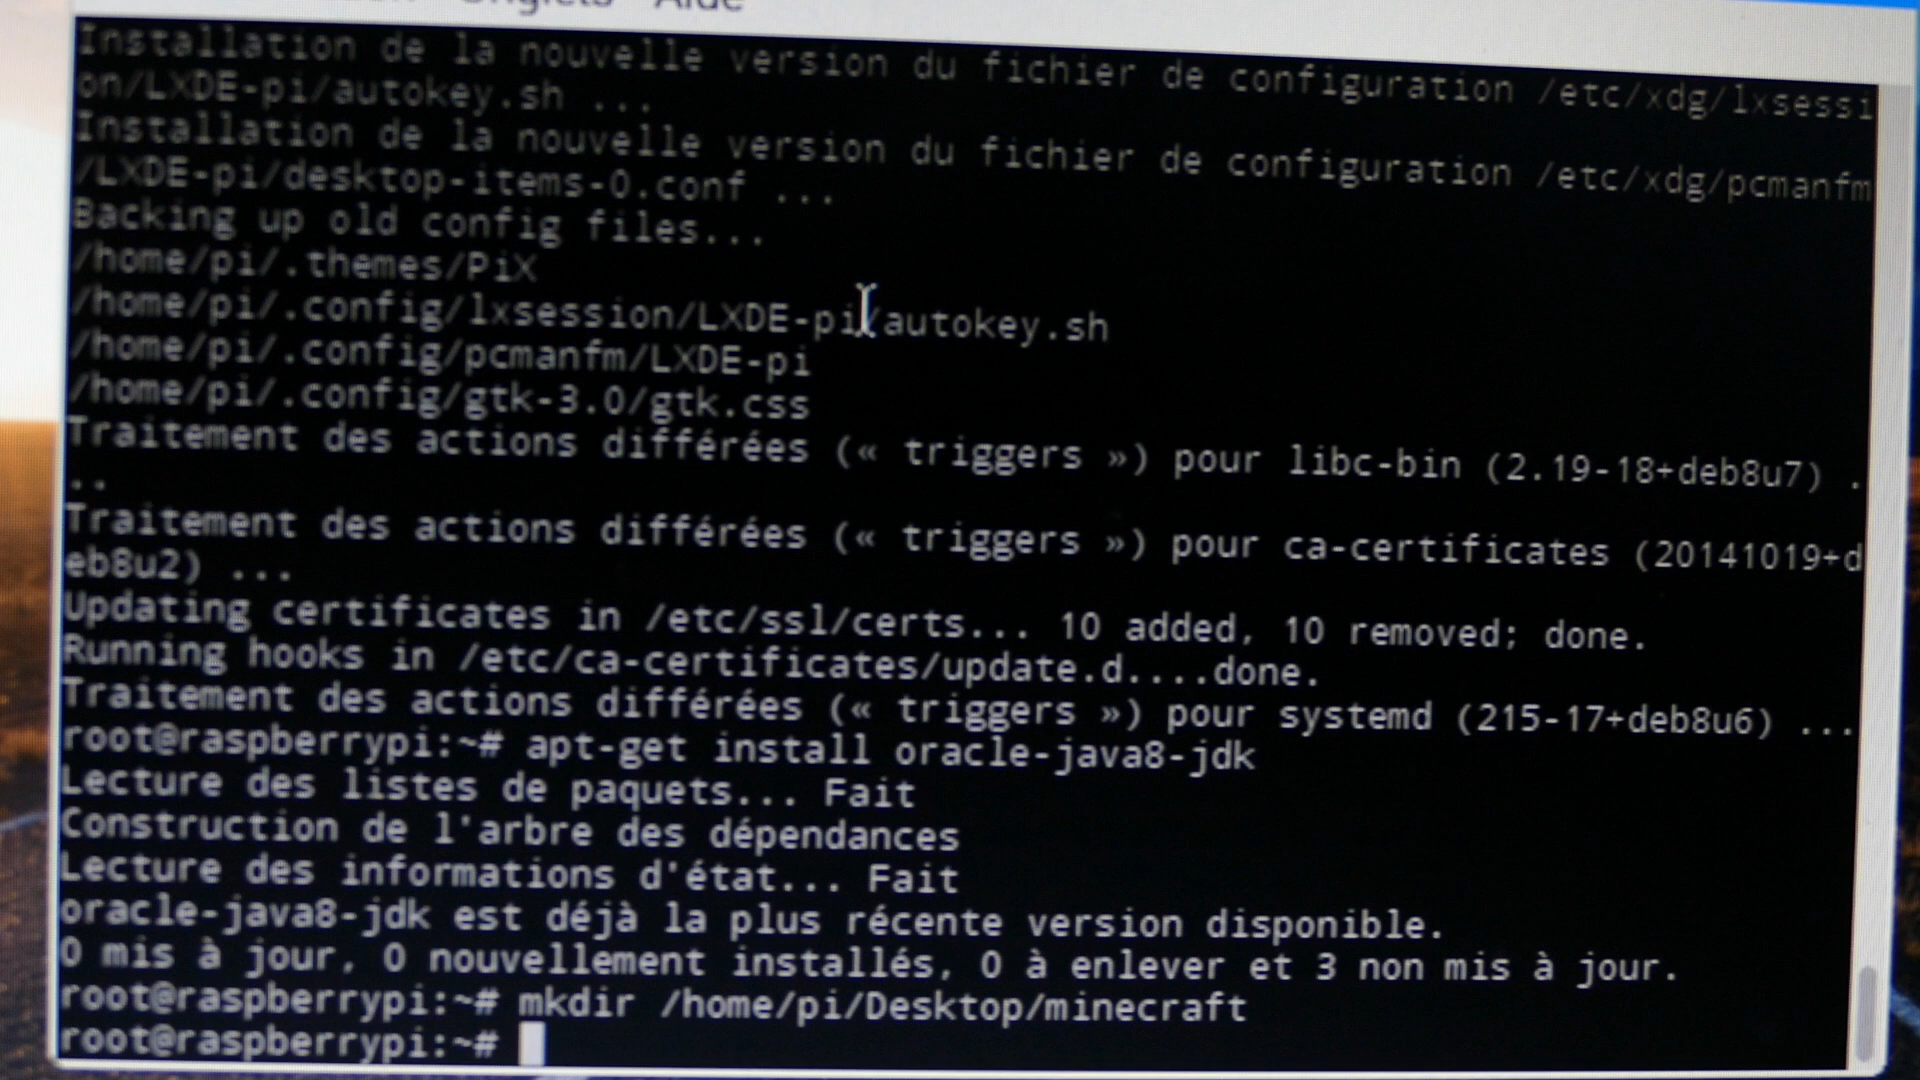 Onglets Aide
Installation de la nouvelle version du fichier de configuration /etc/xdg/lxsessi
on/LXDE-pi/autokey.sh ...
Installation de la nouvelle version du fichier de configuration /etc/xdg/pcmanfm
/LXDE-pi/desktop-items-0.conf ...
Backing up old config files...
/home/pi/.themes/PiX
/home/pi/.config/lxsession/LXDE-pi/autokey.sh
/home/pi/.config/pcmanfm/LXDE-pi
/home/pi/.config/gtk-3.0/gtk.css
Traitement des actions différées (« triggers ») pour libc-bin (2.19-18+deb8u7) .
..
Traitement des actions différées (« triggers ») pour ca-certificates (20141019+d
eb8u2) ...
Updating certificates in /etc/ssl/certs... 10 added, 10 removed; done.
Running hooks in /etc/ca-certificates/update.d....done.
Traitement des actions différées (« triggers ») pour systemd (215-17+deb8u6) ...
root@raspberrypi:~# apt-get install oracle-java8-jdk
Lecture des listes de paquets... Fait
Construction de l'arbre des dépendances
Lecture des informations d'état... Fait
oracle-java8-jdk est déjà la plus récente version disponible.
0 mis à jour, 0 nouvellement installés, 0 à enlever et 3 non mis à jour.
root@raspberrypi:~# mkdir /home/pi/Desktop/minecraft
root@raspberrypi:~#